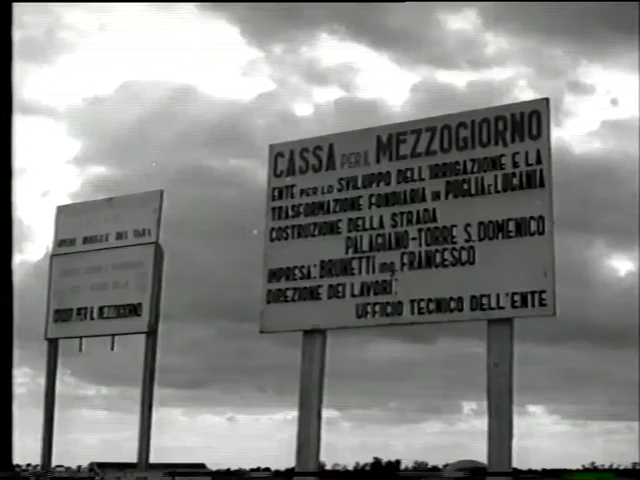 CASSA PER IL MEZZOGIORNO
ENTE PER LO SVILUPPO DELL'IRRIGAZIONE E LA
TRASFORMAZIONE FONDIARIA IN PUGLIA E LUCANIA
COSTRUZIONE DELLA STRADA
PALAGIANO-TORRE S. DOMENICO
IMPRESA: BRUNETTI ing. FRANCESCO
DIREZIONE DEI LAVORI:
UFFICIO TECNICO DELL'ENTE
CASSA PER IL MEZZOGIORNO